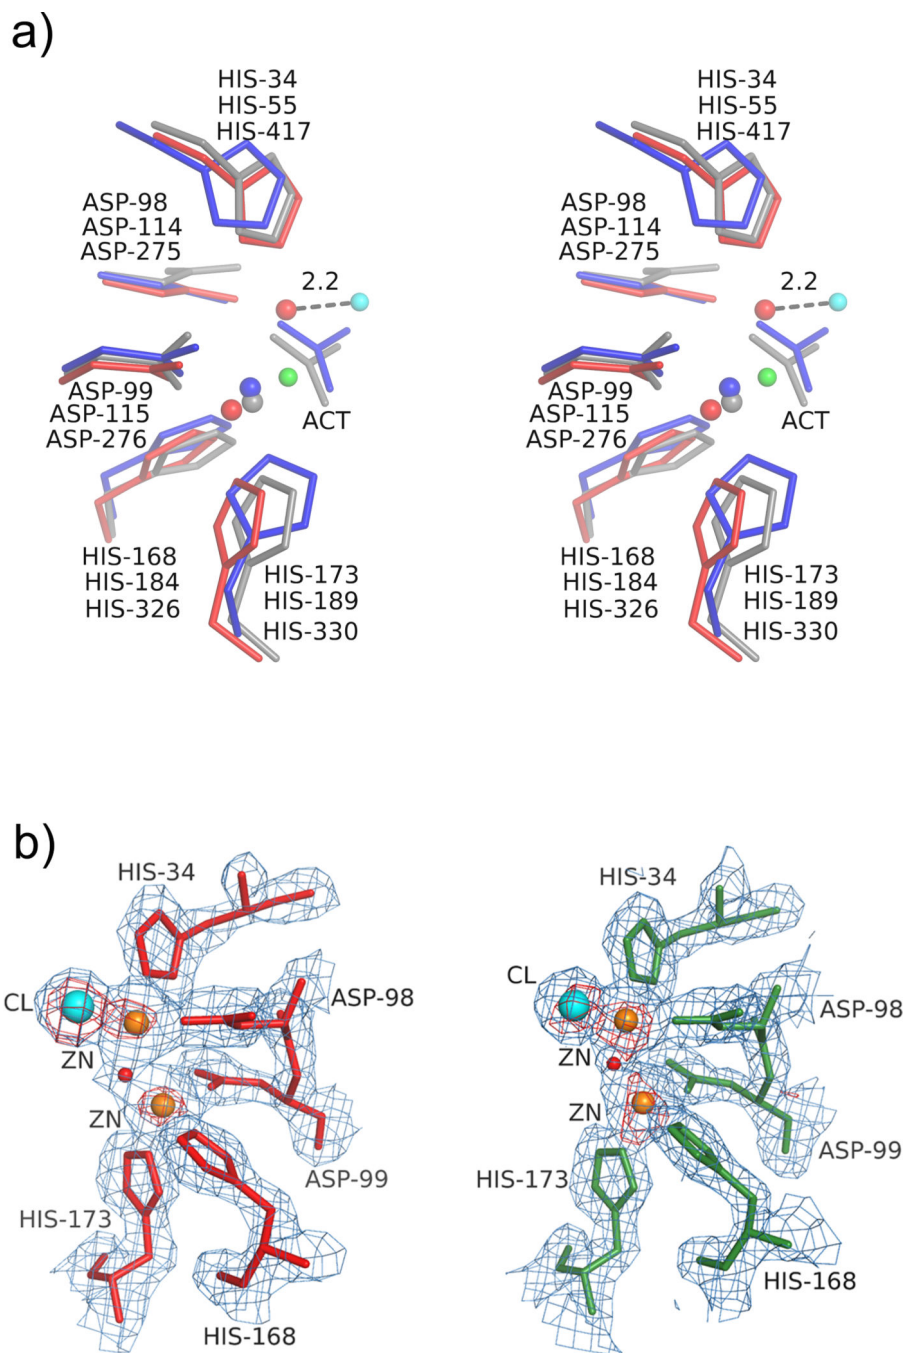 a)
HIS-34
HIS-55
HIS-417
ASP-98
ASP-114
ASP-275
2.2
ASP-99
ASP-115
ASP-276
ACT
HIS-168
HIS-184
HIS-326
HIS-173
HIS-189
HIS-330
HIS-34
HIS-55
HIS-417
ASP-98
ASP-114
ASP-275
2.2
ASP-99
ASP-115
ASP-276
ACT
HIS-168
HIS-184
HIS-326
HIS-173
HIS-189
HIS-330
b)
HIS-34
CL
ASP-98
ZN
ZN
ASP-99
HIS-173
HIS-168
HIS-34
CL
ASP-98
ZN
ZN
ASP-99
HIS-173
HIS-168